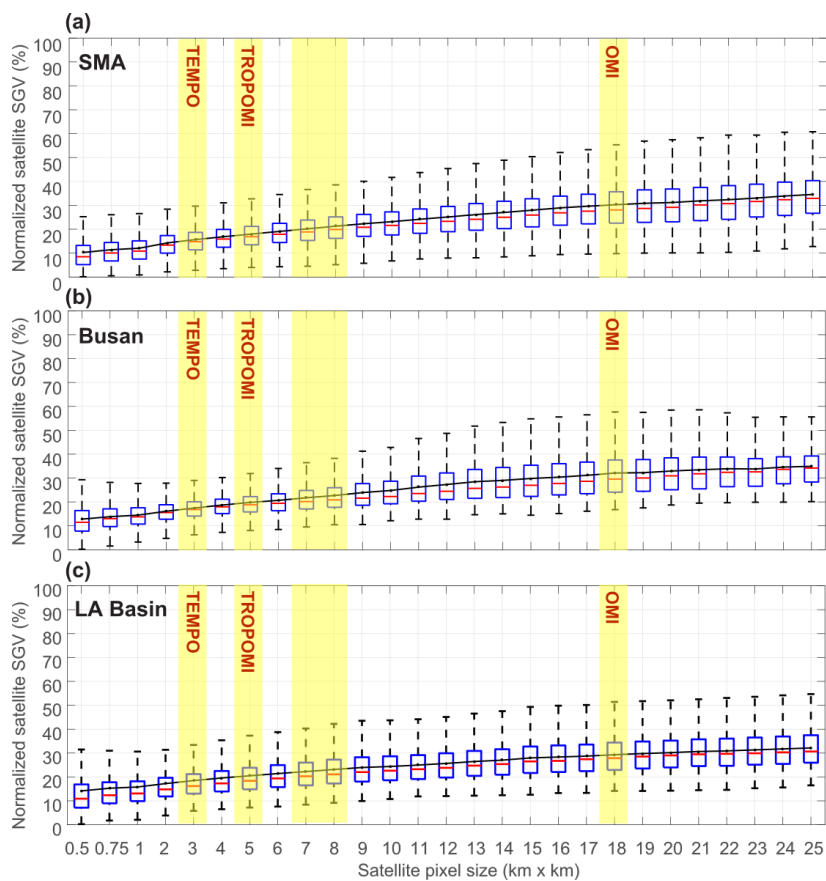 (a)
SMA
TEMPO
TROPOMI
OMI
Normalized satellite SGV (%)
100
90
80
70
60
50
40
30
20
10
0
(b)
Busan
TEMPO
TROPOMI
OMI
Normalized satellite SGV (%)
100
90
80
70
60
50
40
30
20
10
0
(c)
LA Basin
TEMPO
TROPOMI
OMI
Normalized satellite SGV (%)
100
90
80
70
60
50
40
30
20
10
0
0.5 0.75 1 2 3 4 5 6 7 8 9 10 11 12 13 14 15 16 17 18 19 20 21 22 23 24 25
Satellite pixel size (km x km)